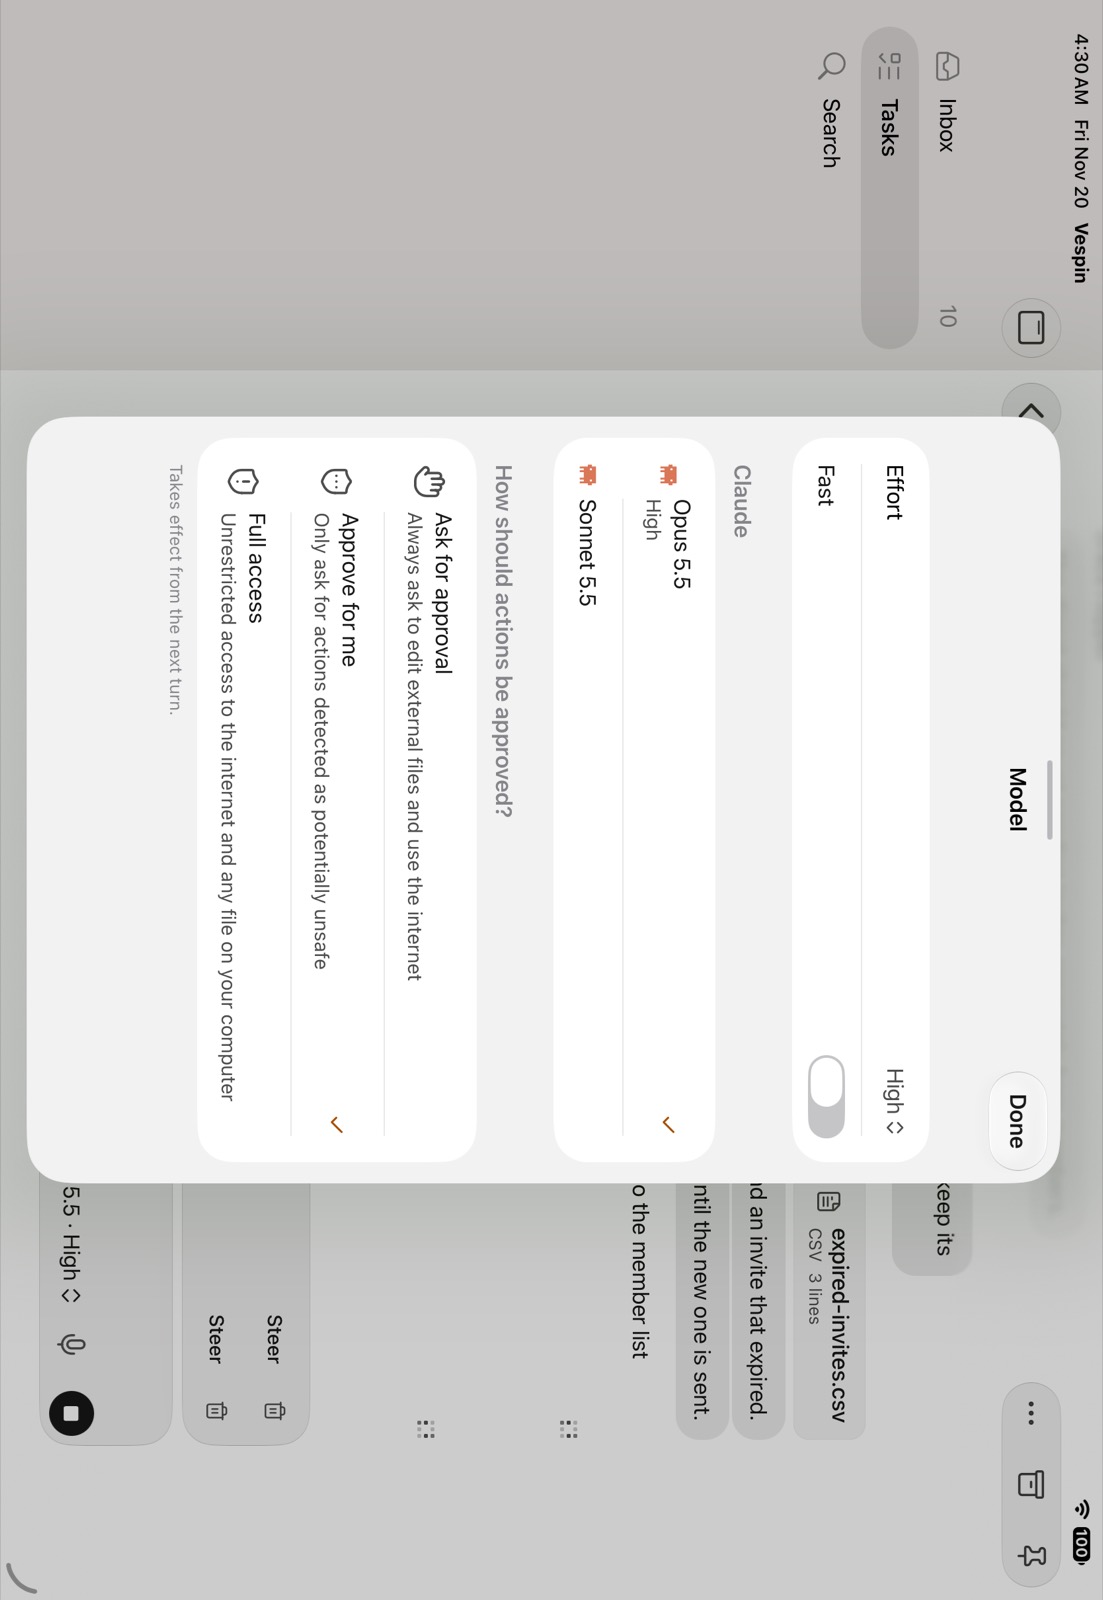 4:30 AM Fri Nov 20 Vespin
100
Inbox 10
Tasks
Search
Model
Done
Effort High
Fast
Claude
Opus 5.5
High
Sonnet 5.5
How should actions be approved?
Ask for approval
Always ask to edit external files and use the internet
Approve for me
Only ask for actions detected as potentially unsafe
Full access
Unrestricted access to the internet and any file on your computer
Takes effect from the next turn.
keep its
expired-invites.csv
CSV 3 lines
an invite that expired.
the new one is sent.
the member list
Steer
Steer
5.5 · High